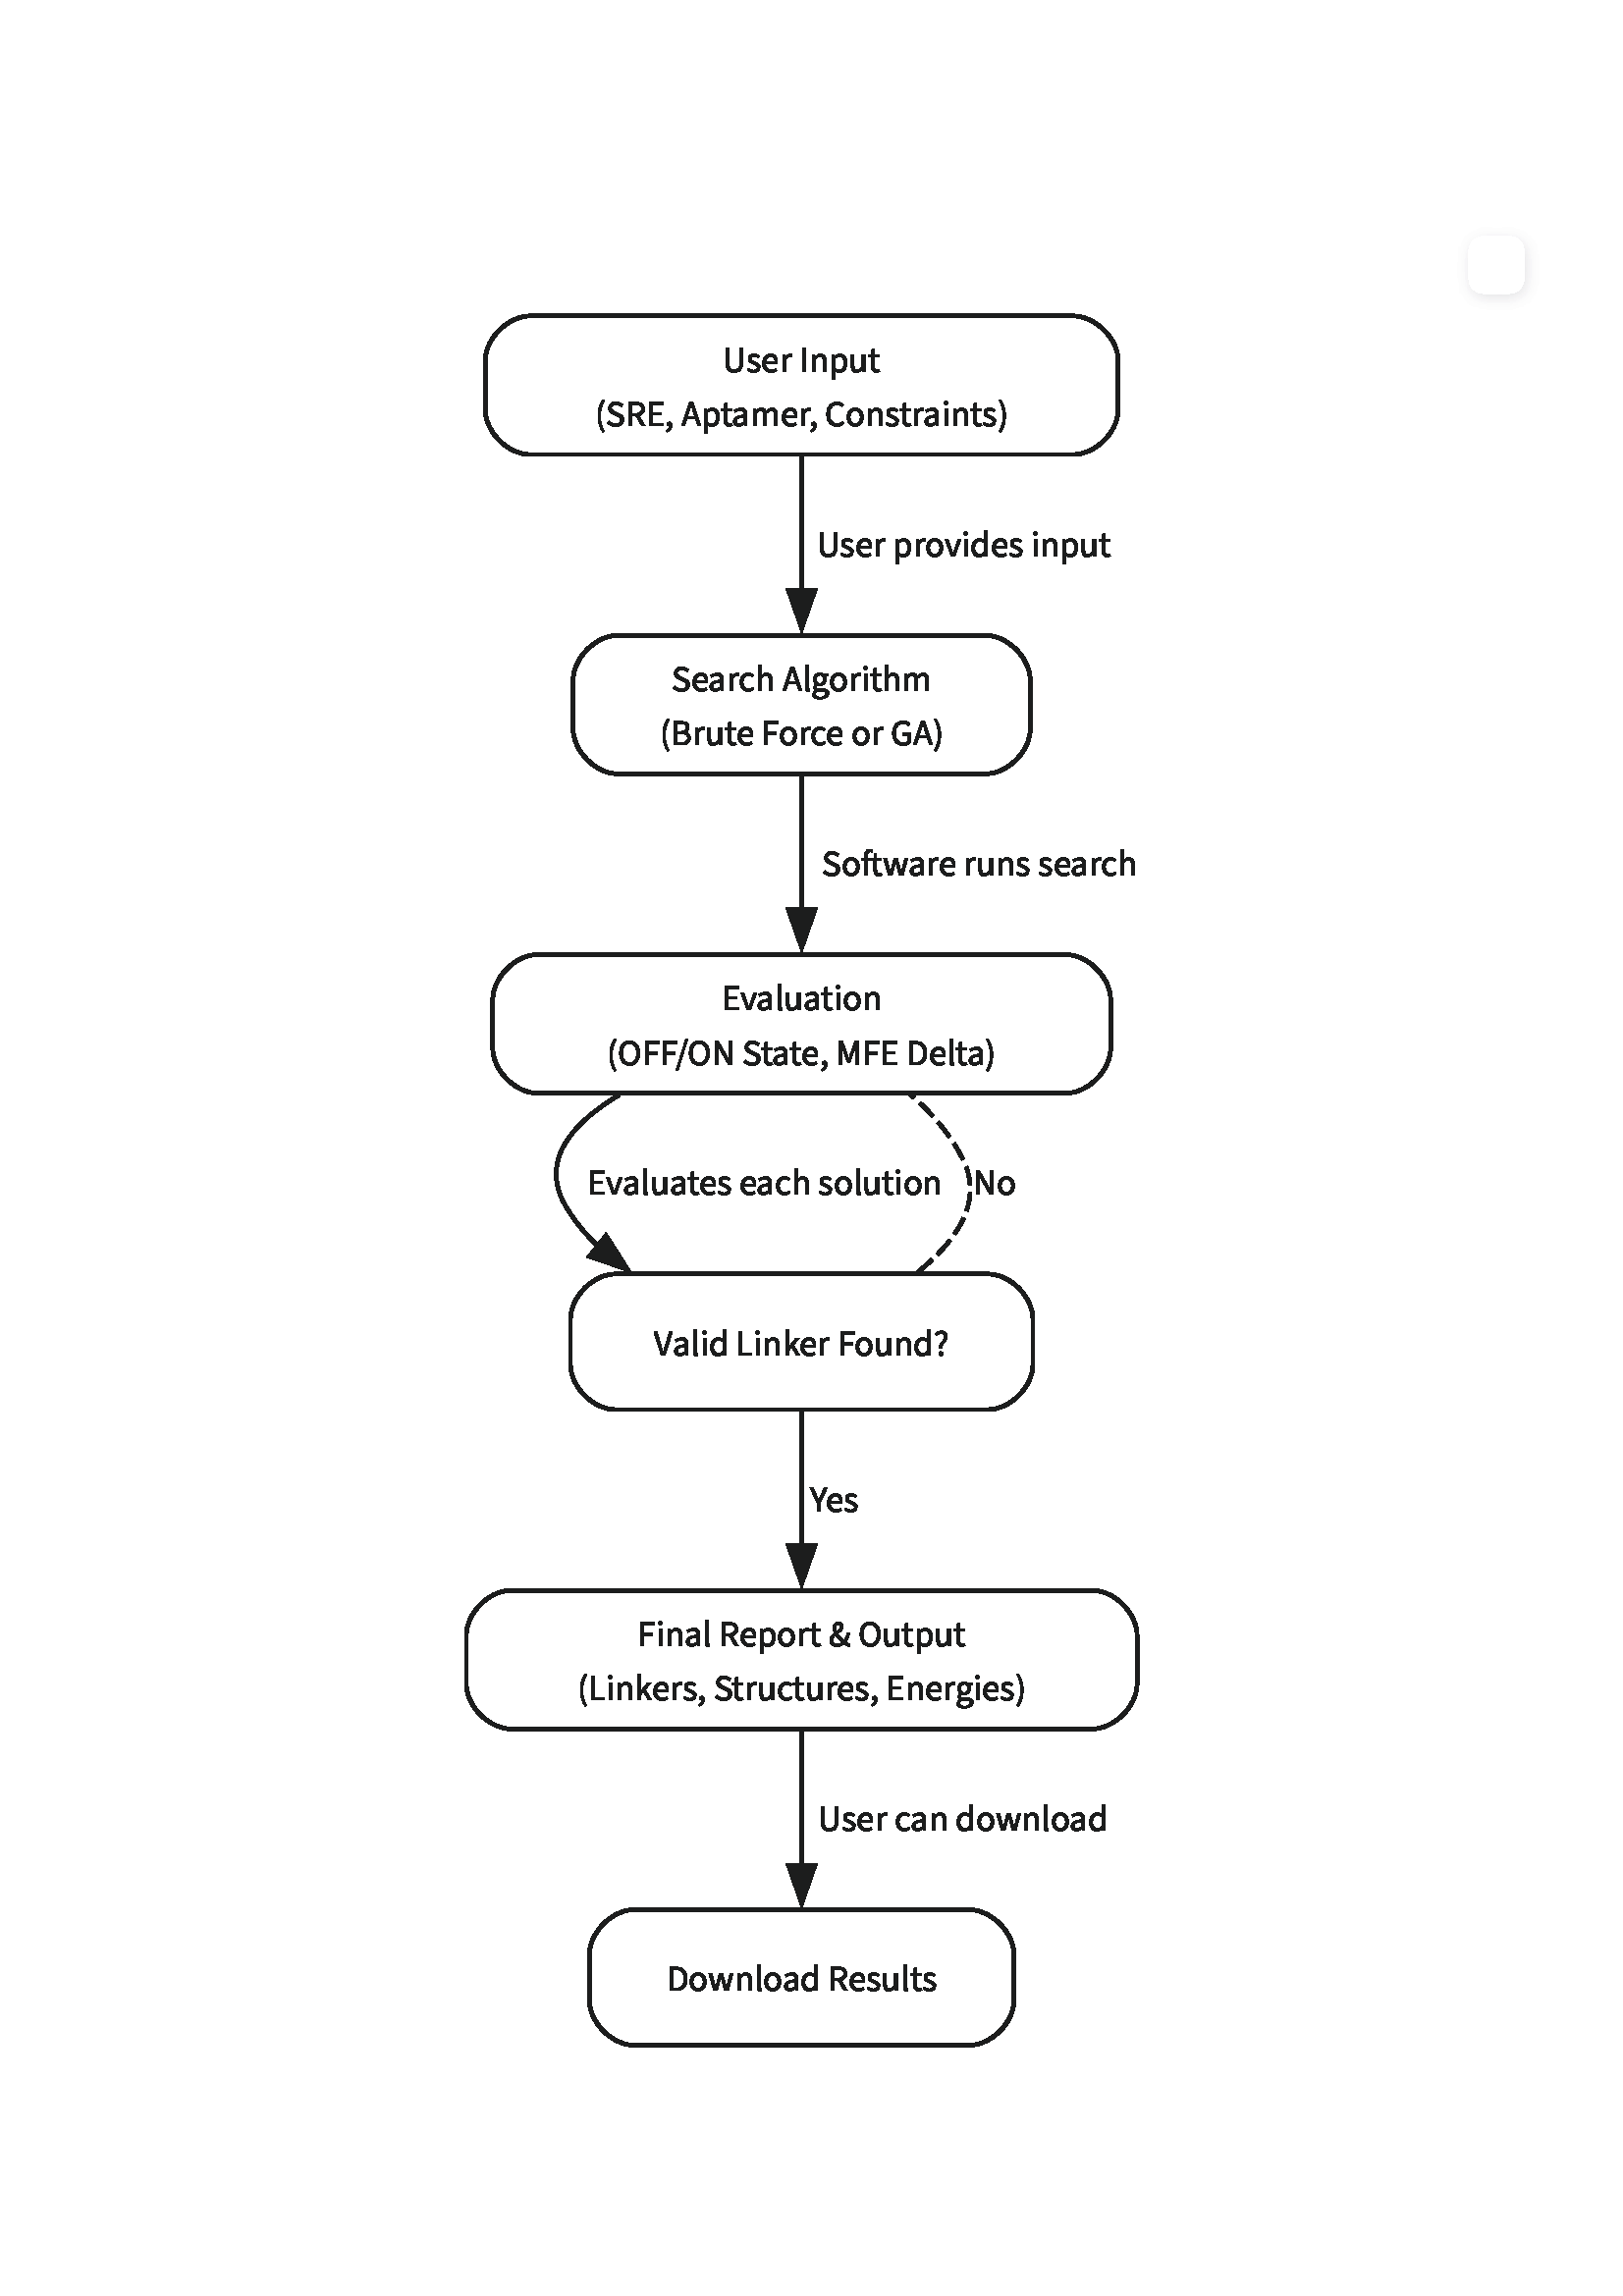 User Input
(SRE, Aptamer, Constraints)
User provides input
Search Algorithm
(Brute Force or GA)
Software runs search
Evaluation
(OFF/ON State, MFE Delta)
Evaluates each solution
No
Valid Linker Found?
Yes
Final Report & Output
(Linkers, Structures, Energies)
User can download
Download Results